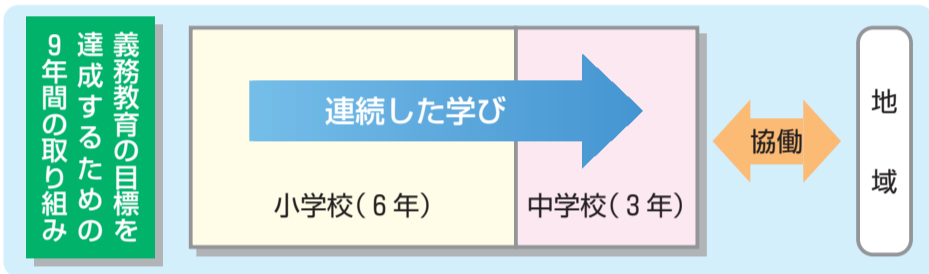 義務教育の目標を
達成するための
9年間の取り組み
連続した学び
小学校(6年)
中学校(3年)
協働
地域